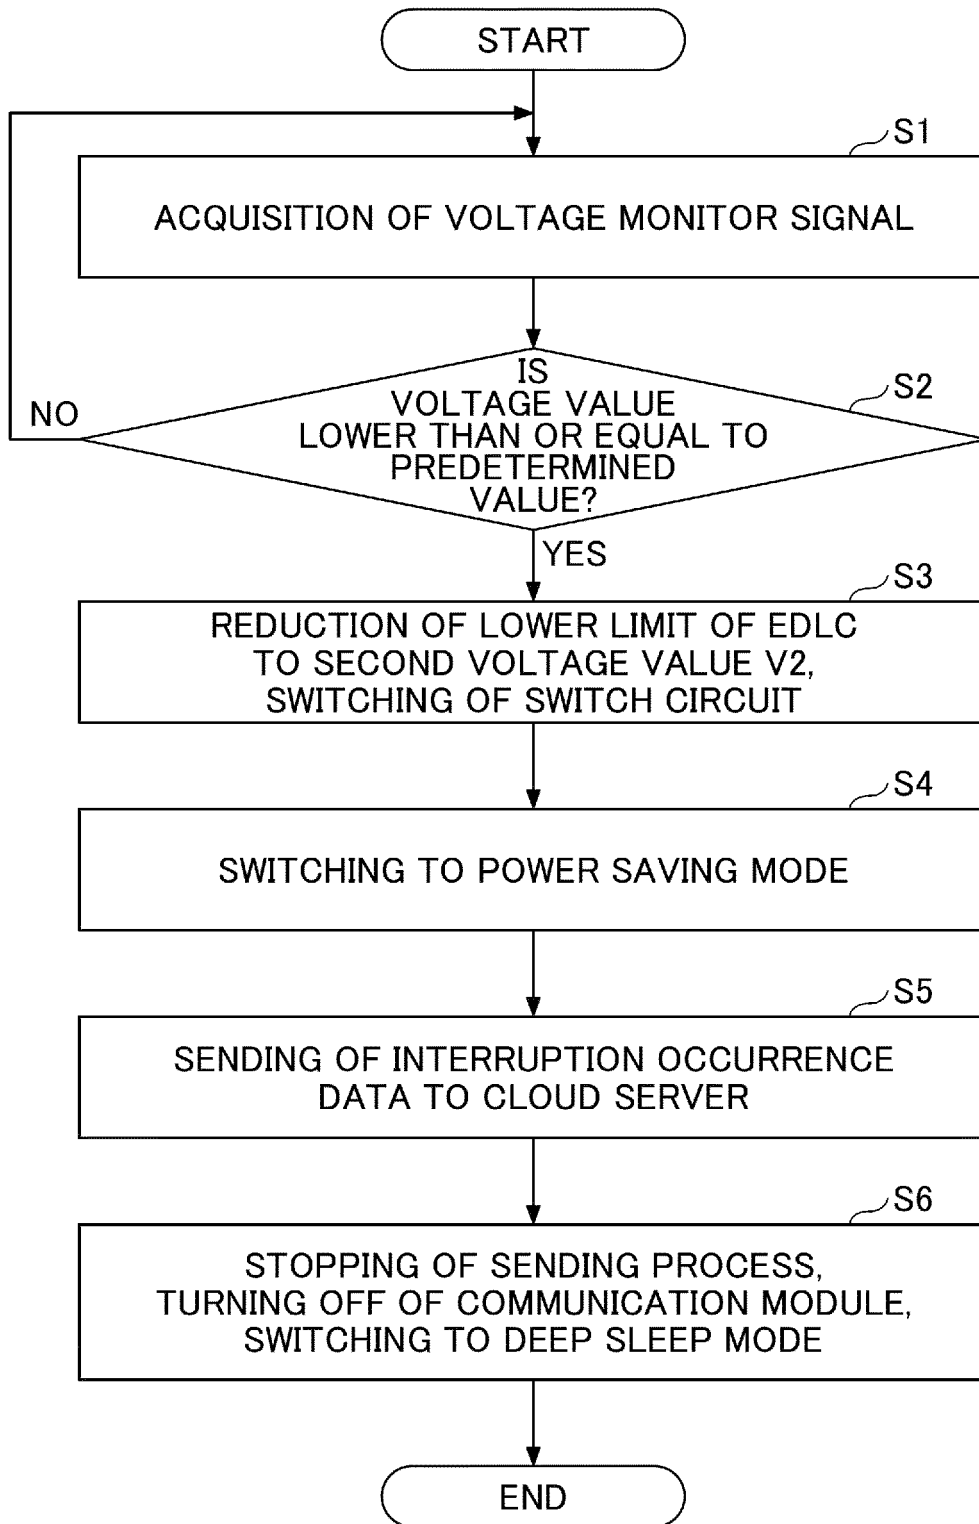 START
S1
ACQUISITION OF VOLTAGE MONITOR SIGNAL
S2
IS
VOLTAGE VALUE
LOWER THAN OR EQUAL TO
PREDETERMINED
VALUE?
NO
YES
S3
REDUCTION OF LOWER LIMIT OF EDLC
TO SECOND VOLTAGE VALUE V2,
SWITCHING OF SWITCH CIRCUIT
S4
SWITCHING TO POWER SAVING MODE
S5
SENDING OF INTERRUPTION OCCURRENCE
DATA TO CLOUD SERVER
S6
STOPPING OF SENDING PROCESS,
TURNING OFF OF COMMUNICATION MODULE,
SWITCHING TO DEEP SLEEP MODE
END